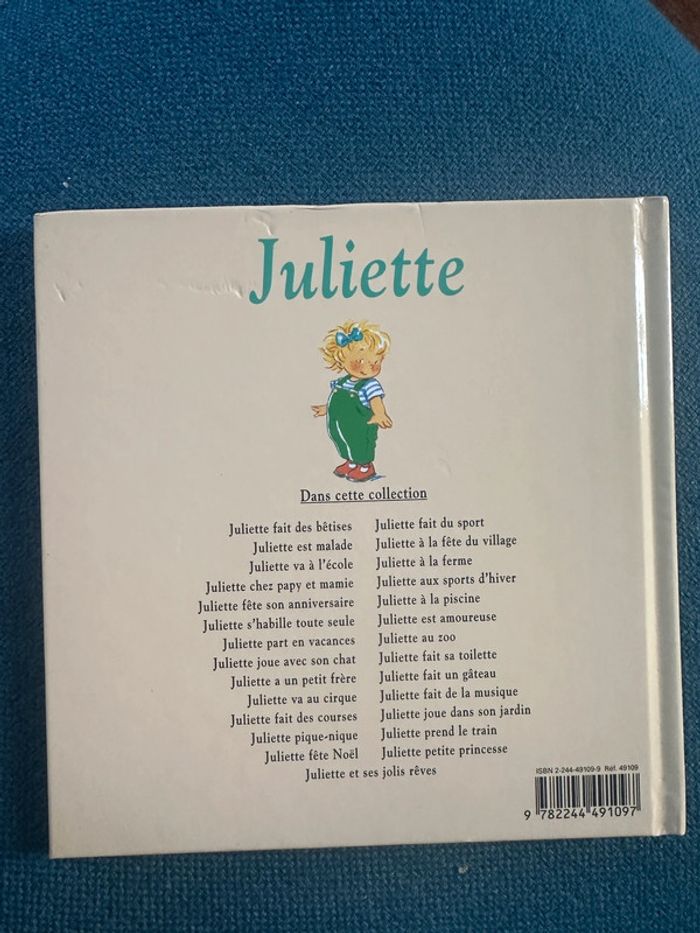 Juliette
Dans cette collection
Juliette fait des bêtises
Juliette est malade
Juliette va à l'école
Juliette chez papy et mamie
Juliette fête son anniversaire
Juliette s'habille toute seule
Juliette part en vacances
Juliette joue avec son chat
Juliette a un petit frère
Juliette va au cirque
Juliette fait des courses
Juliette pique-nique
Juliette fête Noël
Juliette fait du sport
Juliette à la fête du village
Juliette à la ferme
Juliette aux sports d'hiver
Juliette à la piscine
Juliette est amoureuse
Juliette au zoo
Juliette fait sa toilette
Juliette fait un gâteau
Juliette fait de la musique
Juliette joue dans son jardin
Juliette prend le train
Juliette petite princesse
Juliette et ses jolis rêves
ISBN 2-244-49109-9 Réf. 49109
9 782244 491097